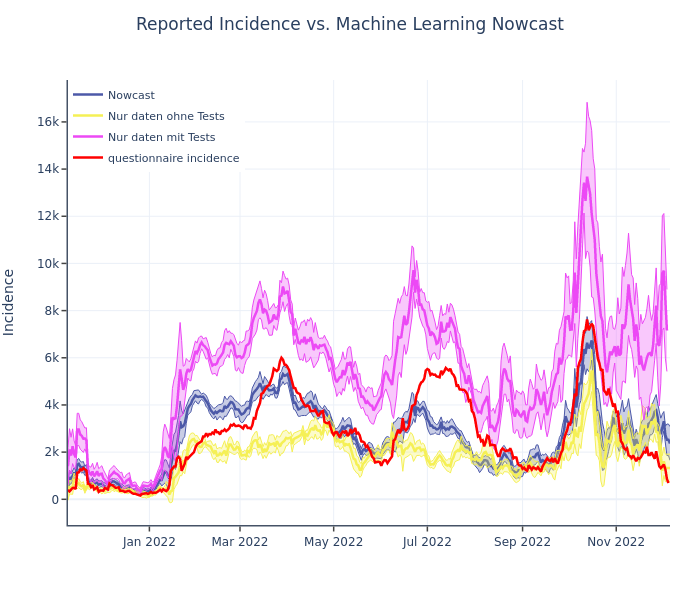 Reported Incidence vs. Machine Learning Nowcast
Nowcast
Nur daten ohne Tests
Nur daten mit Tests
questionnaire incidence
16k
14k
12k
10k
8k
6k
4k
2k
0
Incidence
Jan 2022
Mar 2022
May 2022
Jul 2022
Sep 2022
Nov 2022